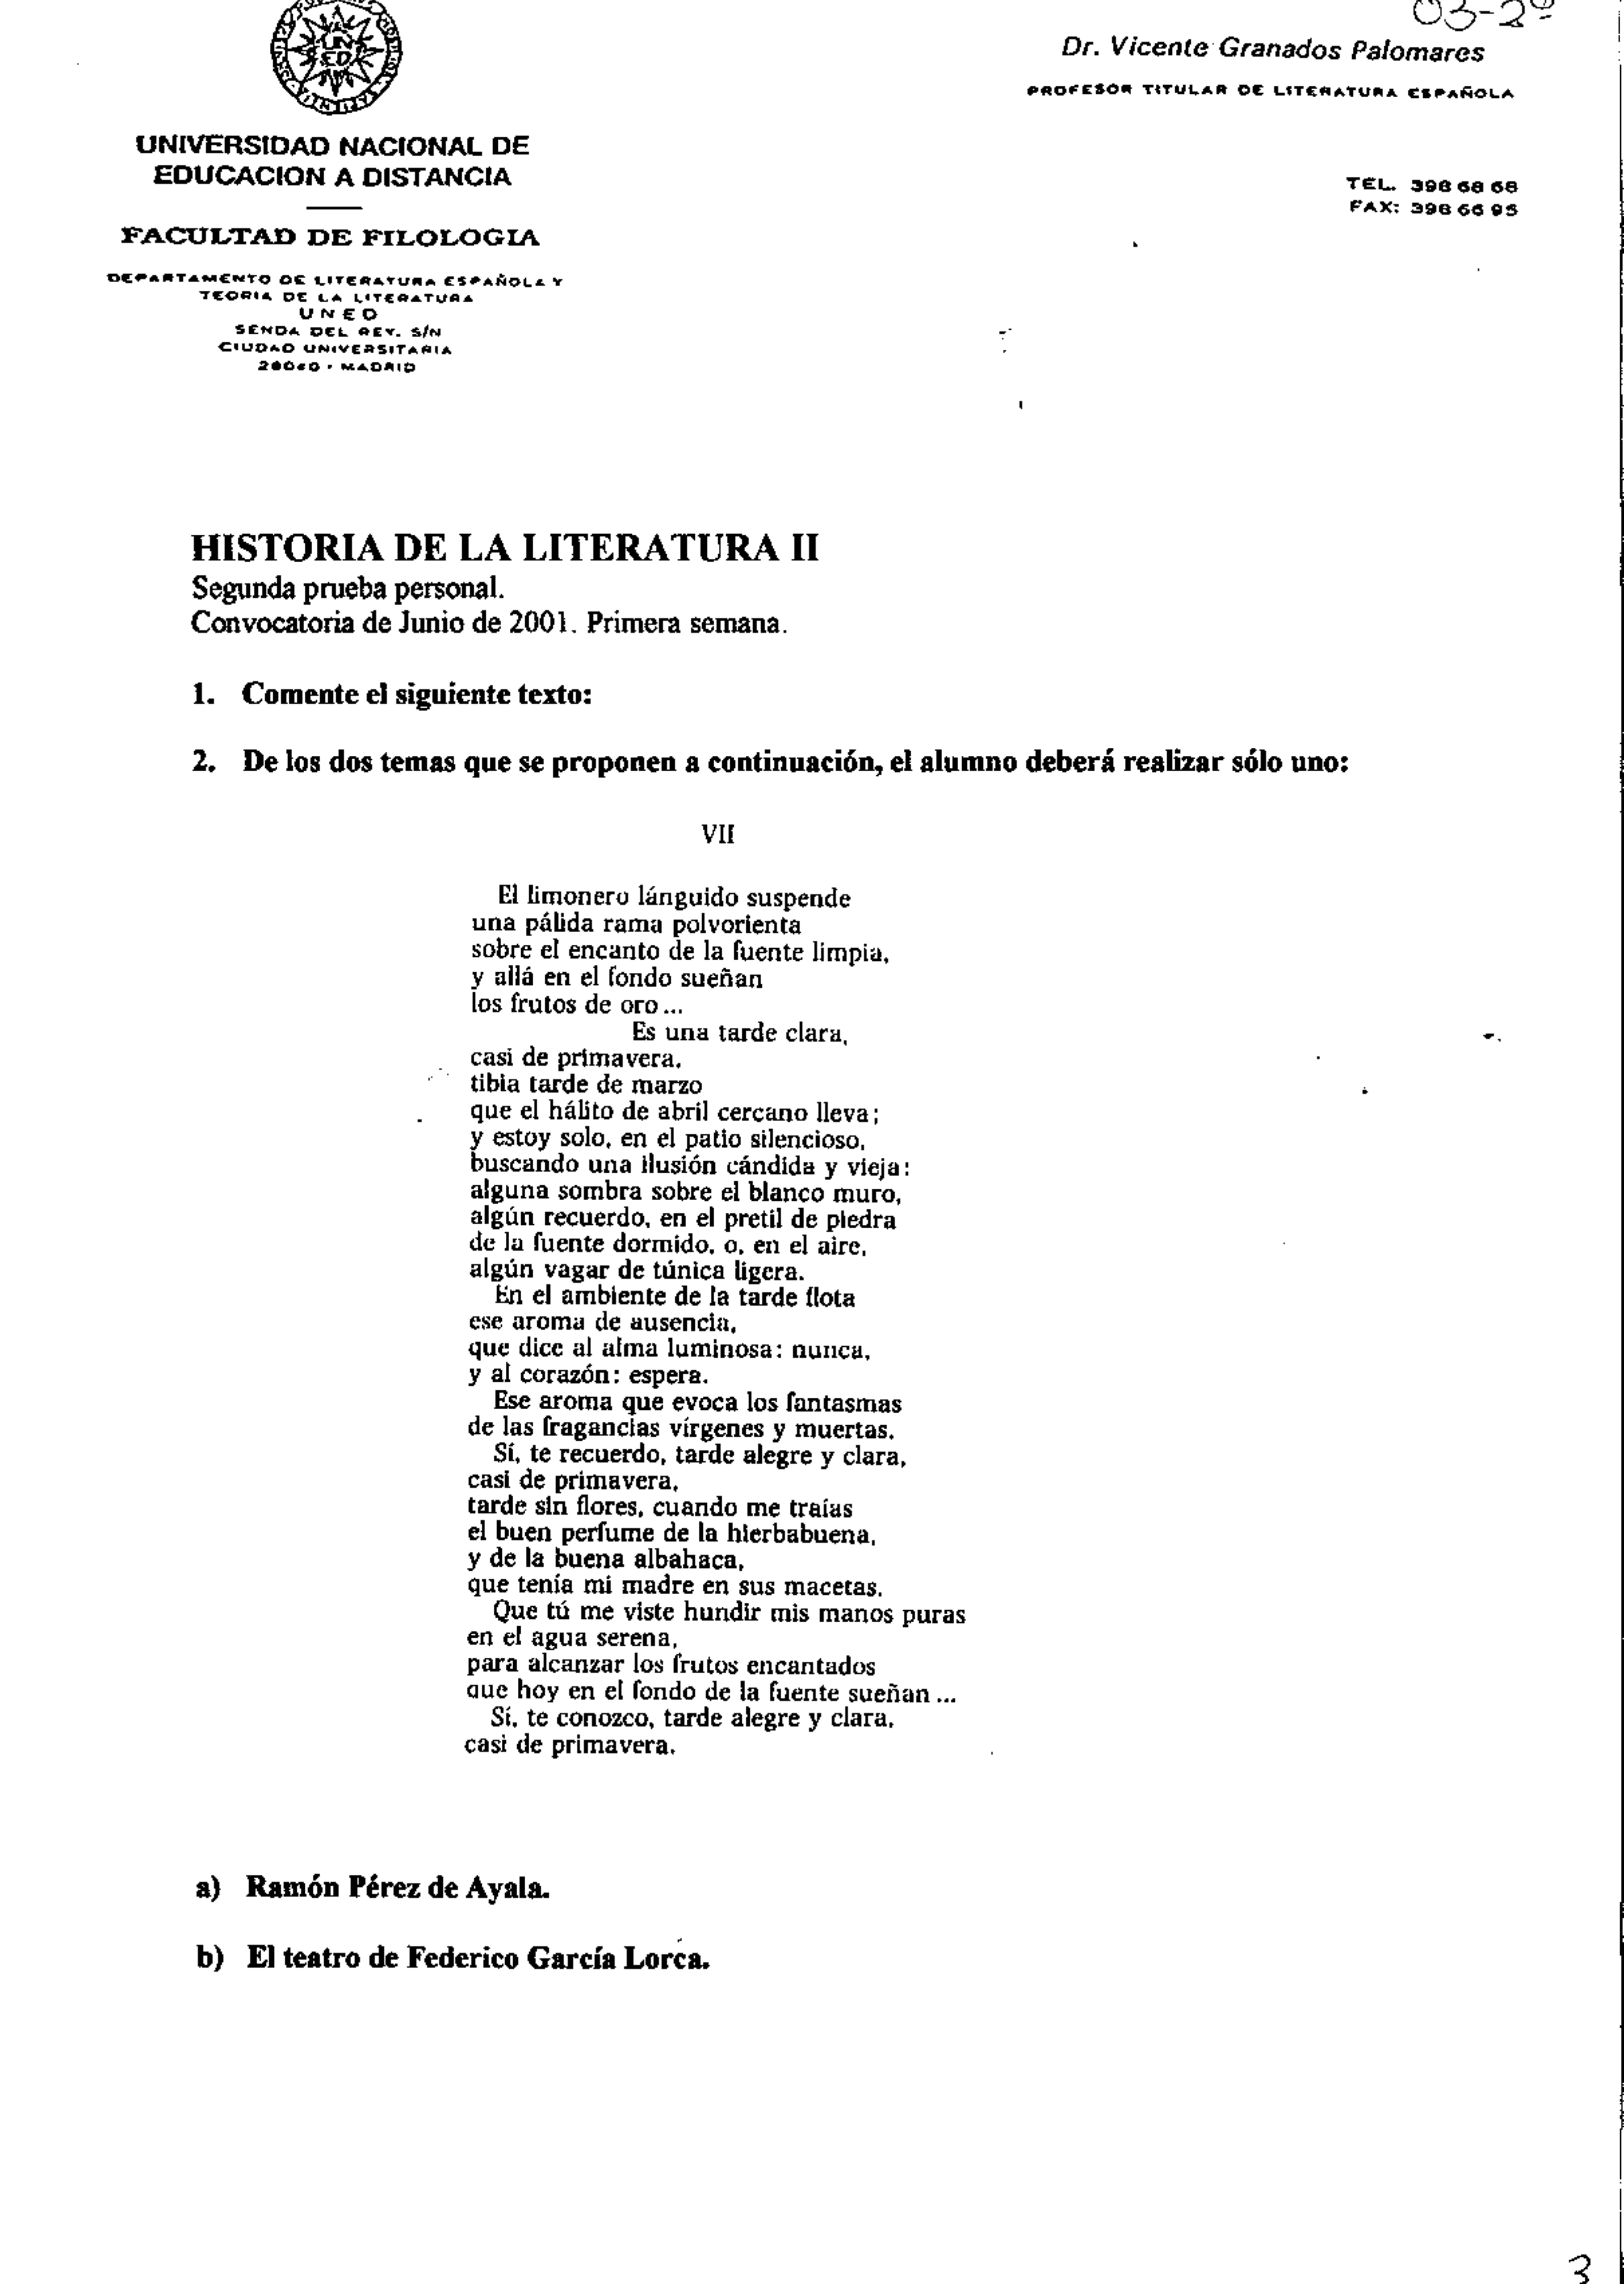 03-2º
Dr. Vicente Granados Palomares
PROFESOR TITULAR DE LITERATURA ESPAÑOLA
UNED
UNIVERSIDAD NACIONAL DE
EDUCACION A DISTANCIA
TEL. 398 68 68
FAX: 398 66 95
FACULTAD DE FILOLOGIA
DEPARTAMENTO DE LITERATURA ESPAÑOLA Y
TEORIA DE LA LITERATURA
UNED
SENDA DEL REY. S/N
CIUDAD UNIVERSITARIA
28040 - MADRID
HISTORIA DE LA LITERATURA II
Segunda prueba personal.
Convocatoria de Junio de 2001. Primera semana.
1. Comente el siguiente texto:
2. De los dos temas que se proponen a continuación, el alumno deberá realizar sólo uno:
VII
El limonero lánguido suspende
una pálida rama polvorienta
sobre el encanto de la fuente limpia,
y allá en el fondo sueñan
los frutos de oro...
Es una tarde clara,
casi de primavera.
tibia tarde de marzo
que el hálito de abril cercano lleva;
y estoy solo, en el patio silencioso,
buscando una ilusión cándida y vieja:
alguna sombra sobre el blanco muro,
algún recuerdo, en el pretil de piedra
de la fuente dormido, o, en el aire,
algún vagar de túnica ligera.
En el ambiente de la tarde flota
ese aroma de ausencia,
que dice al alma luminosa: nunca,
y al corazón: espera.
Ese aroma que evoca los fantasmas
de las fragancias vírgenes y muertas.
Sí, te recuerdo, tarde alegre y clara,
casi de primavera,
tarde sin flores, cuando me traías
el buen perfume de la hierbabuena,
y de la buena albahaca,
que tenía mi madre en sus macetas.
Que tú me viste hundir mis manos puras
en el agua serena,
para alcanzar los frutos encantados
que hoy en el fondo de la fuente sueñan...
Sí, te conozco, tarde alegre y clara,
casi de primavera.
a) Ramón Pérez de Ayala.
b) El teatro de Federico García Lorca.
3